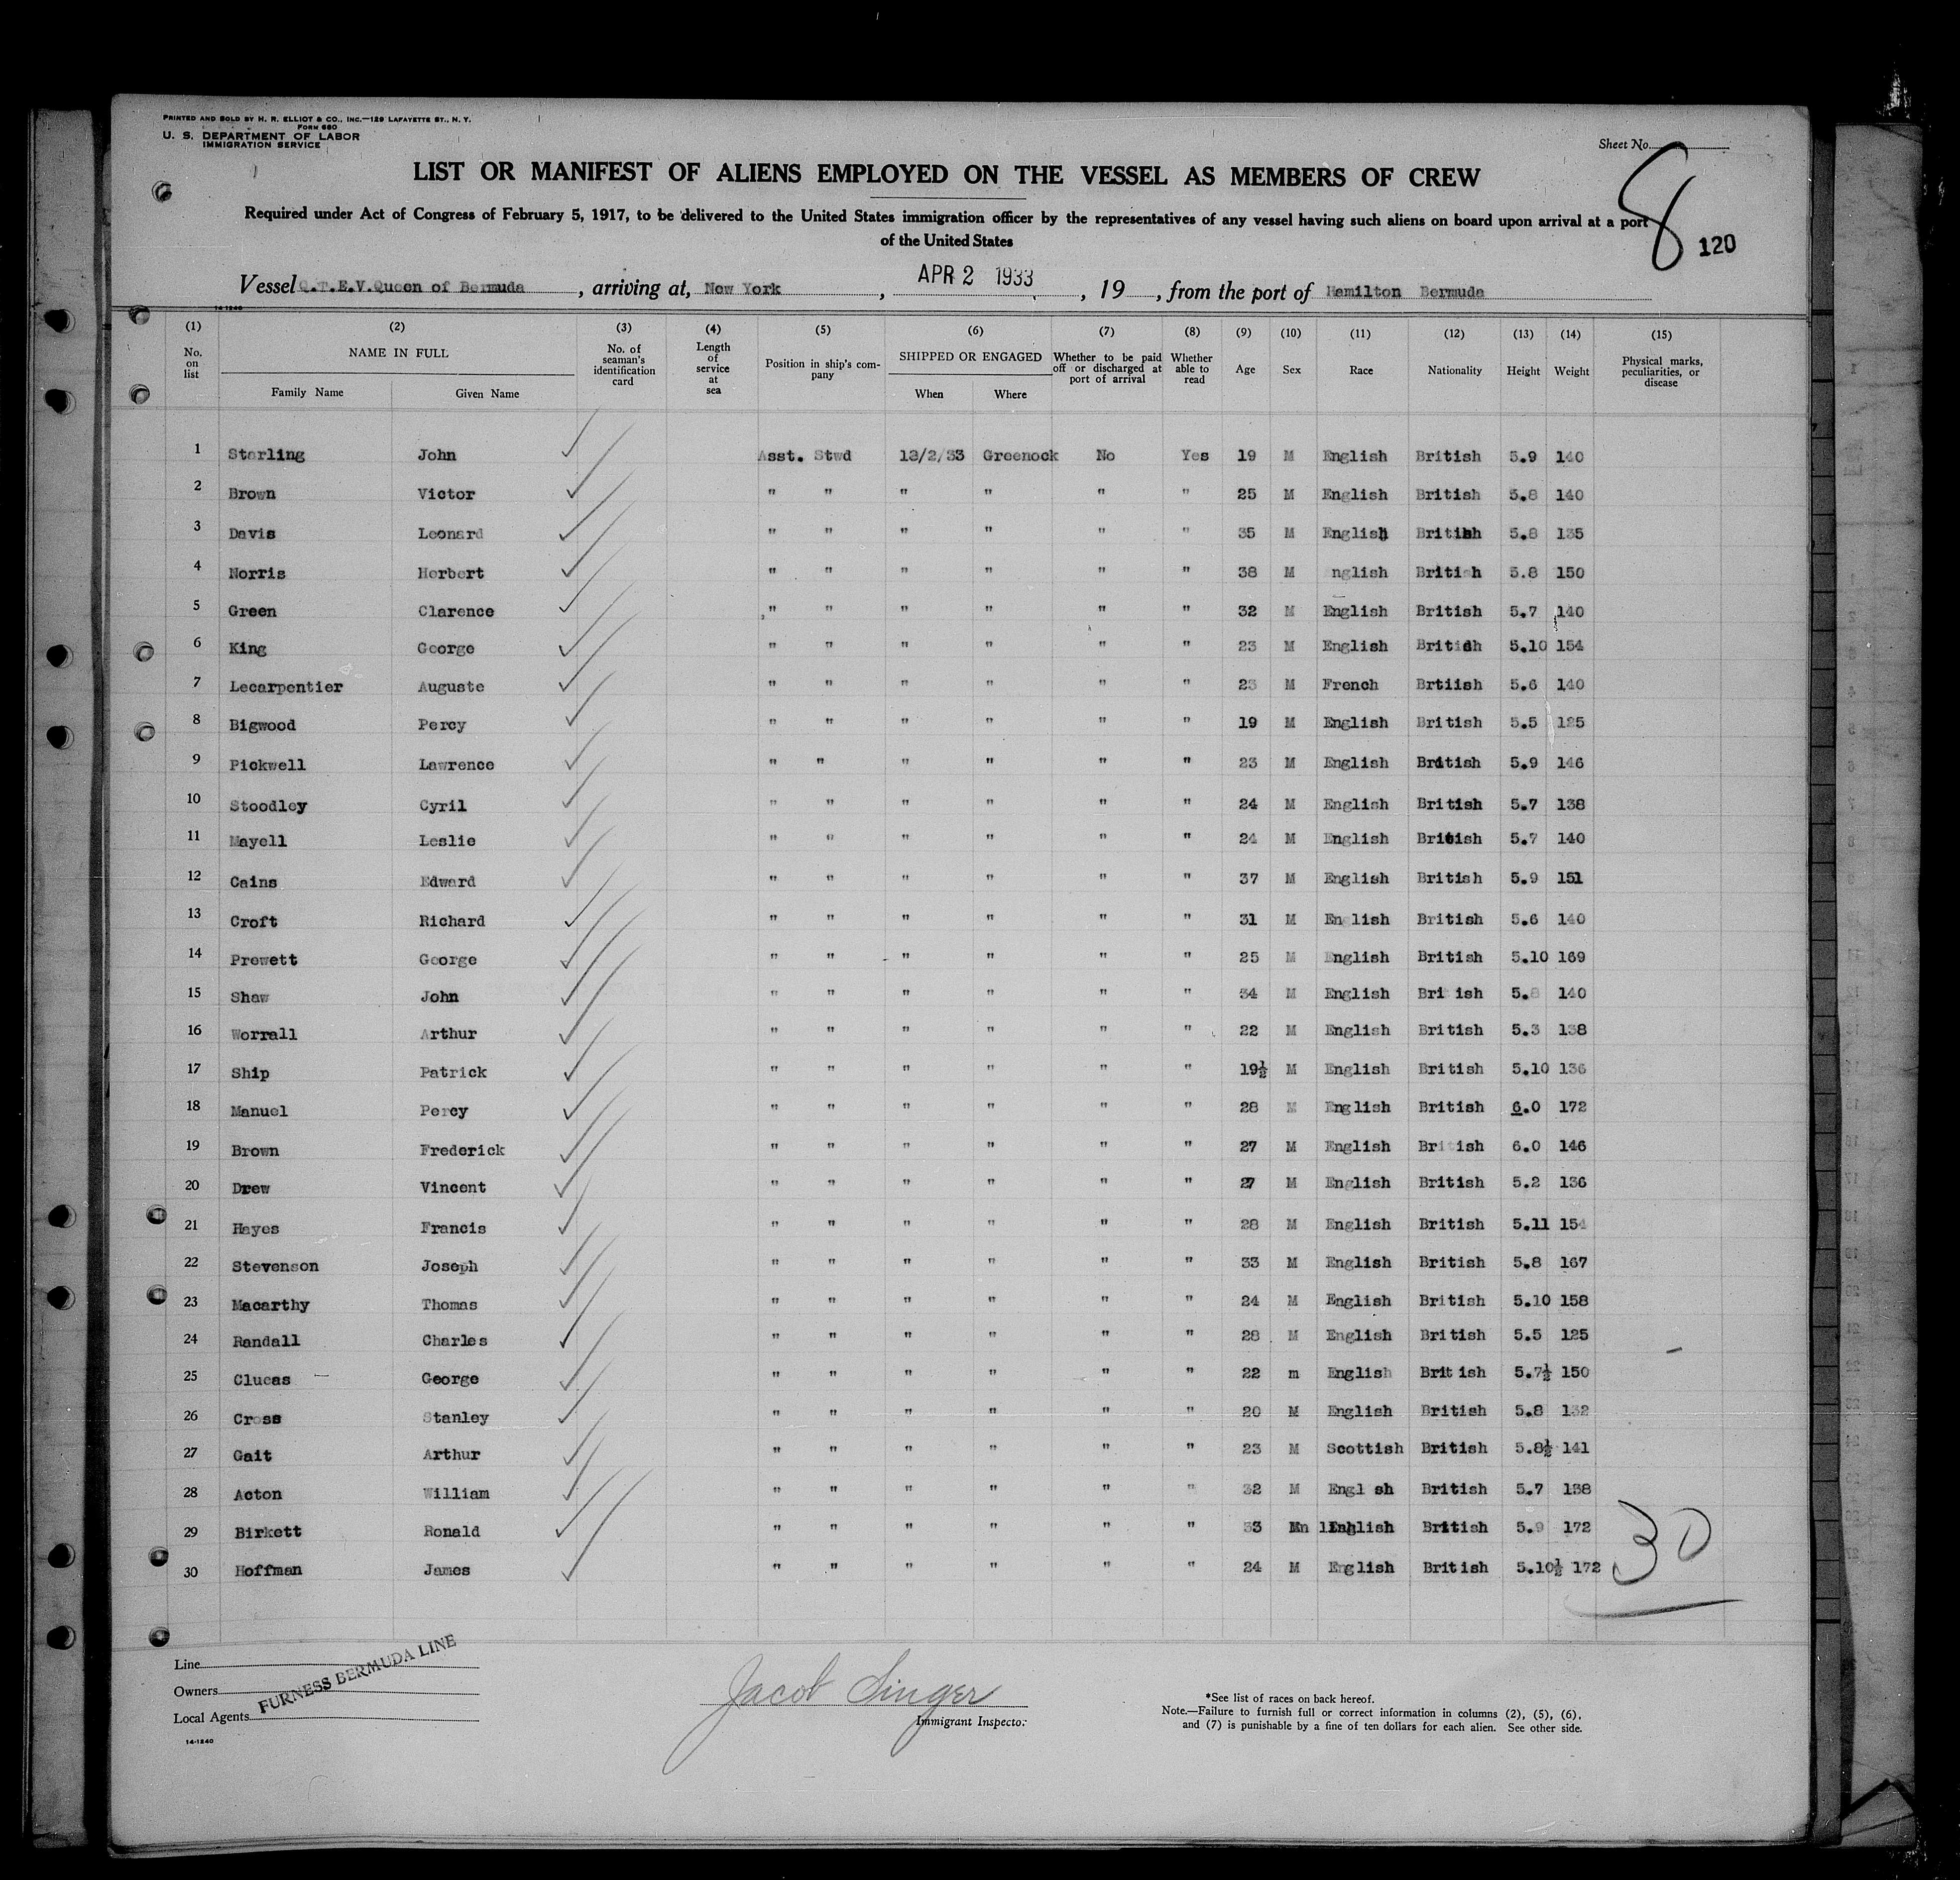 PRINTED AND SOLD BY H. R. ELLIOT & CO., INC.—129 LAFAYETTE ST., N. Y.
FORM 680
U. S. DEPARTMENT OF LABOR
IMMIGRATION SERVICE
Sheet No.
8
LIST OR MANIFEST OF ALIENS EMPLOYED ON THE VESSEL AS MEMBERS OF CREW
Required under Act of Congress of February 5, 1917, to be delivered to the United States immigration officer by the representatives of any vessel having such aliens on board upon arrival at a port
of the United States
120
Vessel Q.T.E.V.Queen of Bermuda, arriving at, New York, APR 2 1933, 19 , from the port of Hamilton Bermuda
14-1240
(1) (2) (3) (4) (5) (6) (7) (8) (9) (10) (11) (12) (13) (14) (15)
No. on list NAME IN FULL Family Name Given Name No. of seaman's identification card Length of service at sea Position in ship's company SHIPPED OR ENGAGED When Where Whether to be paid off or discharged at port of arrival Whether able to read Age Sex Race Nationality Height Weight Physical marks, peculiarities, or disease
1 Starling John Asst. Stwd 13/2/33 Greenock No Yes 19 M English British 5.9 140
2 Brown Victor " " " " " " 25 M English British 5.8 140
3 Davis Leonard " " " " " " 35 M English British 5.8 135
4 Norris Herbert " " " " " " 38 M nglish British 5.8 150
5 Green Clarence " " " " " " 32 M English British 5.7 140
6 King George " " " " " " 23 M English British 5.10 154
7 Lecarpentier Auguste " " " " " " 23 M French Brtiish 5.6 140
8 Bigwood Percy " " " " " " 19 M English British 5.5 125
9 Pickwell Lawrence " " " " " " 23 M English British 5.9 146
10 Stoodley Cyril " " " " " " 24 M English British 5.7 138
11 Mayell Leslie " " " " " " 24 M English British 5.7 140
12 Cains Edward " " " " " " 37 M English British 5.9 151
13 Croft Richard " " " " " " 31 M En lish British 5.6 140
14 Prewett George " " " " " " 25 M English British 5.10 169
15 Shaw John " " " " " " 34 M English Bri ish 5.8 140
16 Worrall Arthur " " " " " " 22 M English British 5.3 138
17 Ship Patrick " " " " " " 19½ M English British 5.10 136
18 Manuel Percy " " " " " " 28 M English British 6.0 172
19 Brown Frederick " " " " " " 27 M English British 6.0 146
20 Drew Vincent " " " " " " 27 M English British 5.2 136
21 Hayes Francis " " " " " " 28 M English British 5.11 154
22 Stevenson Joseph " " " " " " 33 M English British 5.8 167
23 Macarthy Thomas " " " " " " 24 M English British 5.10 158
24 Randall Charles " " " " " " 28 M English British 5.5 125
25 Clucas George " " " " " " 22 m English Brit ish 5.7½ 150
26 Cross Stanley " " " " " " 20 M English British 5.8 132
27 Gait Arthur " " " " " " 23 M Scottish British 5.8½ 141
28 Acton William " " " " " " 32 M Engl sh British 5.7 138
29 Birkett Ronald " " " " " " 33 M English British 5.9 172
30 Hoffman James " " " " " " 24 M English British 5.10½ 172
30
Line
Owners
Local Agents
FURNESS BERMUDA LINE
14-1240
Jacob Singer
Immigrant Inspector
*See list of races on back hereof.
Note.—Failure to furnish full or correct information in columns (2), (5), (6),
and (7) is punishable by a fine of ten dollars for each alien. See other side.